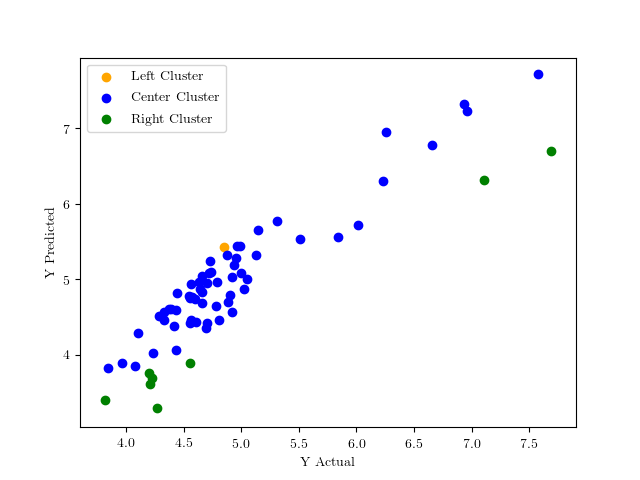 Left Cluster
Center Cluster
Right Cluster
7
6
5
4
Y Predicted
4.0 4.5 5.0 5.5 6.0 6.5 7.0 7.5
Y Actual